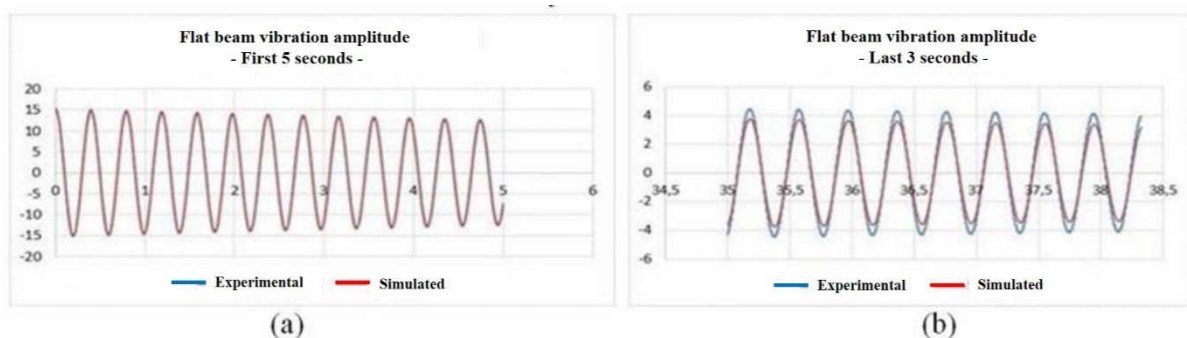 Flat beam vibration amplitude
- First 5 seconds -
20
15
10
5
0
-5
-10
-15
-20
0 1 2 3 4 5 6
Experimental Simulated
(a)
Flat beam vibration amplitude
- Last 3 seconds -
6
4
2
0
-2
-4
-6
34,5 35 35,5 36 36,5 37 37,5 38 38,5
Experimental Simulated
(b)